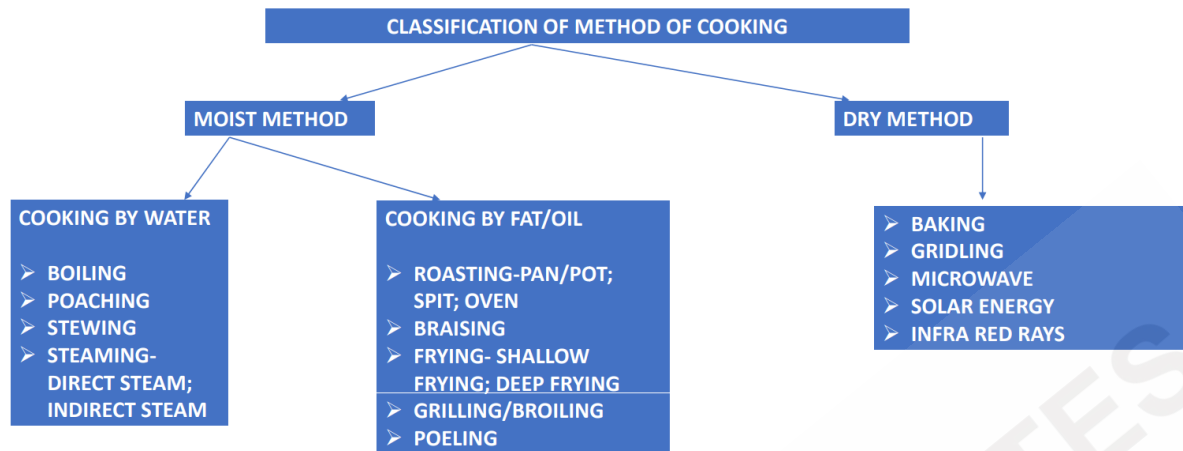 CLASSIFICATION OF METHOD OF COOKING
MOIST METHOD
DRY METHOD
COOKING BY WATER
➢ BOILING
➢ POACHING
➢ STEWING
➢ STEAMING-
DIRECT STEAM;
INDIRECT STEAM
COOKING BY FAT/OIL
➢ ROASTING-PAN/POT;
SPIT; OVEN
➢ BRAISING
➢ FRYING- SHALLOW
FRYING; DEEP FRYING
➢ GRILLING/BROILING
➢ POELING
➢ BAKING
➢ GRIDLING
➢ MICROWAVE
➢ SOLAR ENERGY
➢ INFRA RED RAYS